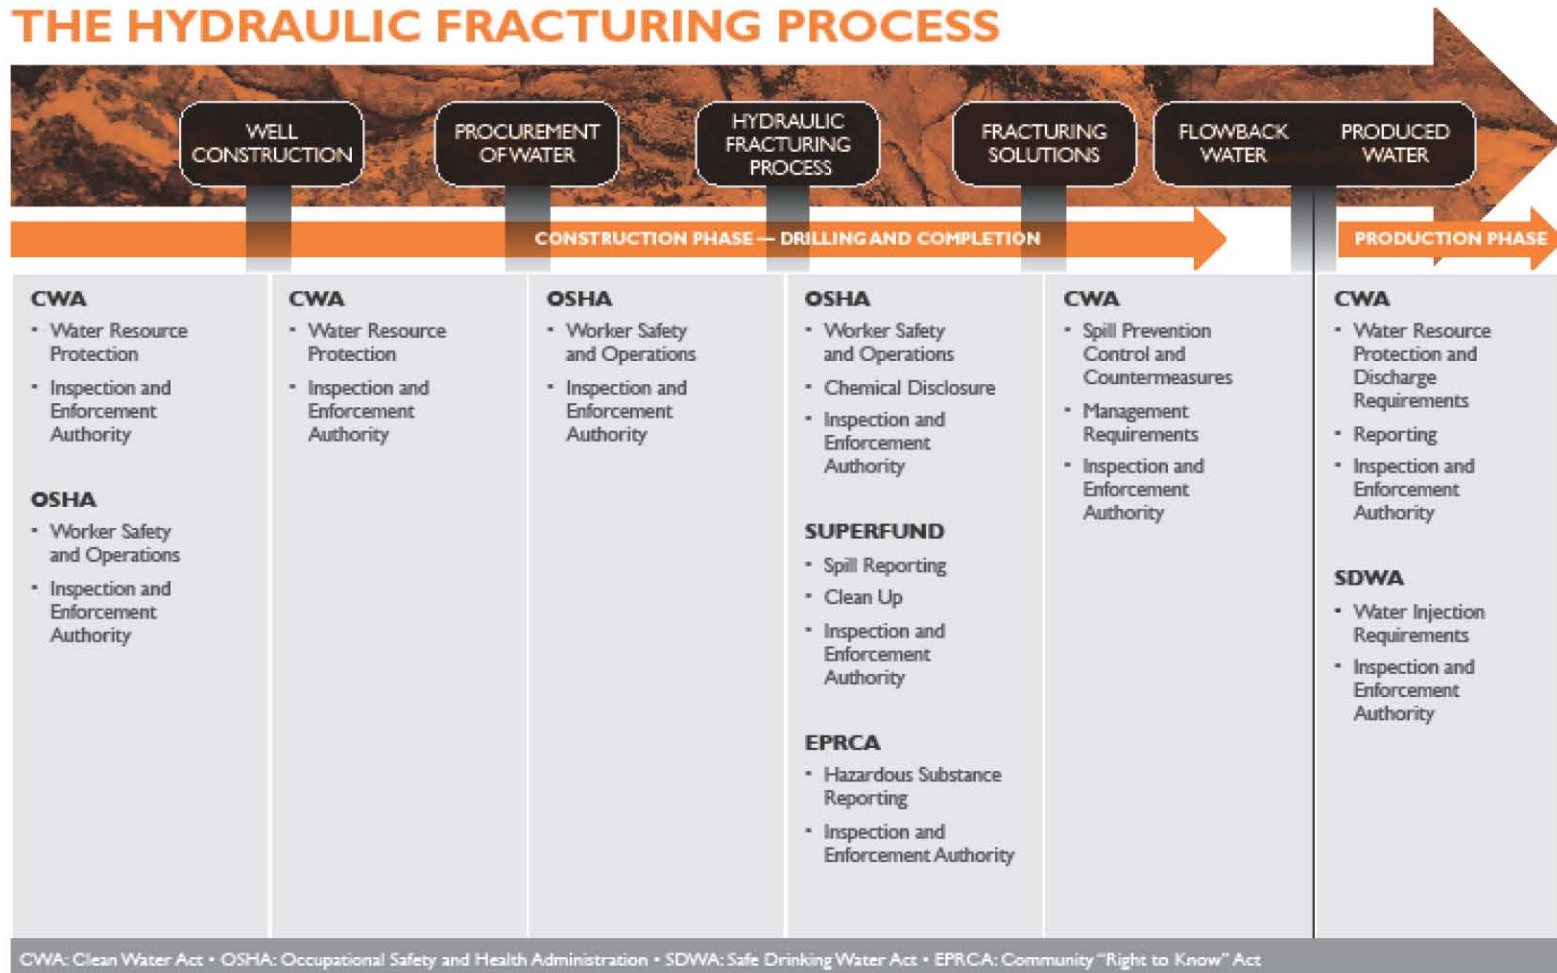 THE HYDRAULIC FRACTURING PROCESS
WELL
CONSTRUCTION
PROCUREMENT
OF WATER
HYDRAULIC
FRACTURING
PROCESS
FRACTURING
SOLUTIONS
FLOWBACK
WATER
PRODUCED
WATER
CONSTRUCTION PHASE — DRILLING AND COMPLETION
PRODUCTION PHASE
CWA
• Water Resource
Protection
• Inspection and
Enforcement
Authority
OSHA
• Worker Safety
and Operations
• Inspection and
Enforcement
Authority
CWA
• Water Resource
Protection
• Inspection and
Enforcement
Authority
OSHA
• Worker Safety
and Operations
• Inspection and
Enforcement
Authority
OSHA
• Worker Safety
and Operations
• Chemical Disclosure
• Inspection and
Enforcement
Authority
SUPERFUND
• Spill Reporting
• Clean Up
• Inspection and
Enforcement
Authority
EPRCA
• Hazardous Substance
Reporting
• Inspection and
Enforcement Authority
CWA
• Spill Prevention
Control and
Countermeasures
• Management
Requirements
• Inspection and
Enforcement
Authority
CWA
• Water Resource
Protection and
Discharge
Requirements
• Reporting
• Inspection and
Enforcement
Authority
SDWA
• Water Injection
Requirements
• Inspection and
Enforcement
Authority
CWA: Clean Water Act • OSHA: Occupational Safety and Health Administration • SDWA: Safe Drinking Water Act • EPRCA: Community “Right to Know” Act